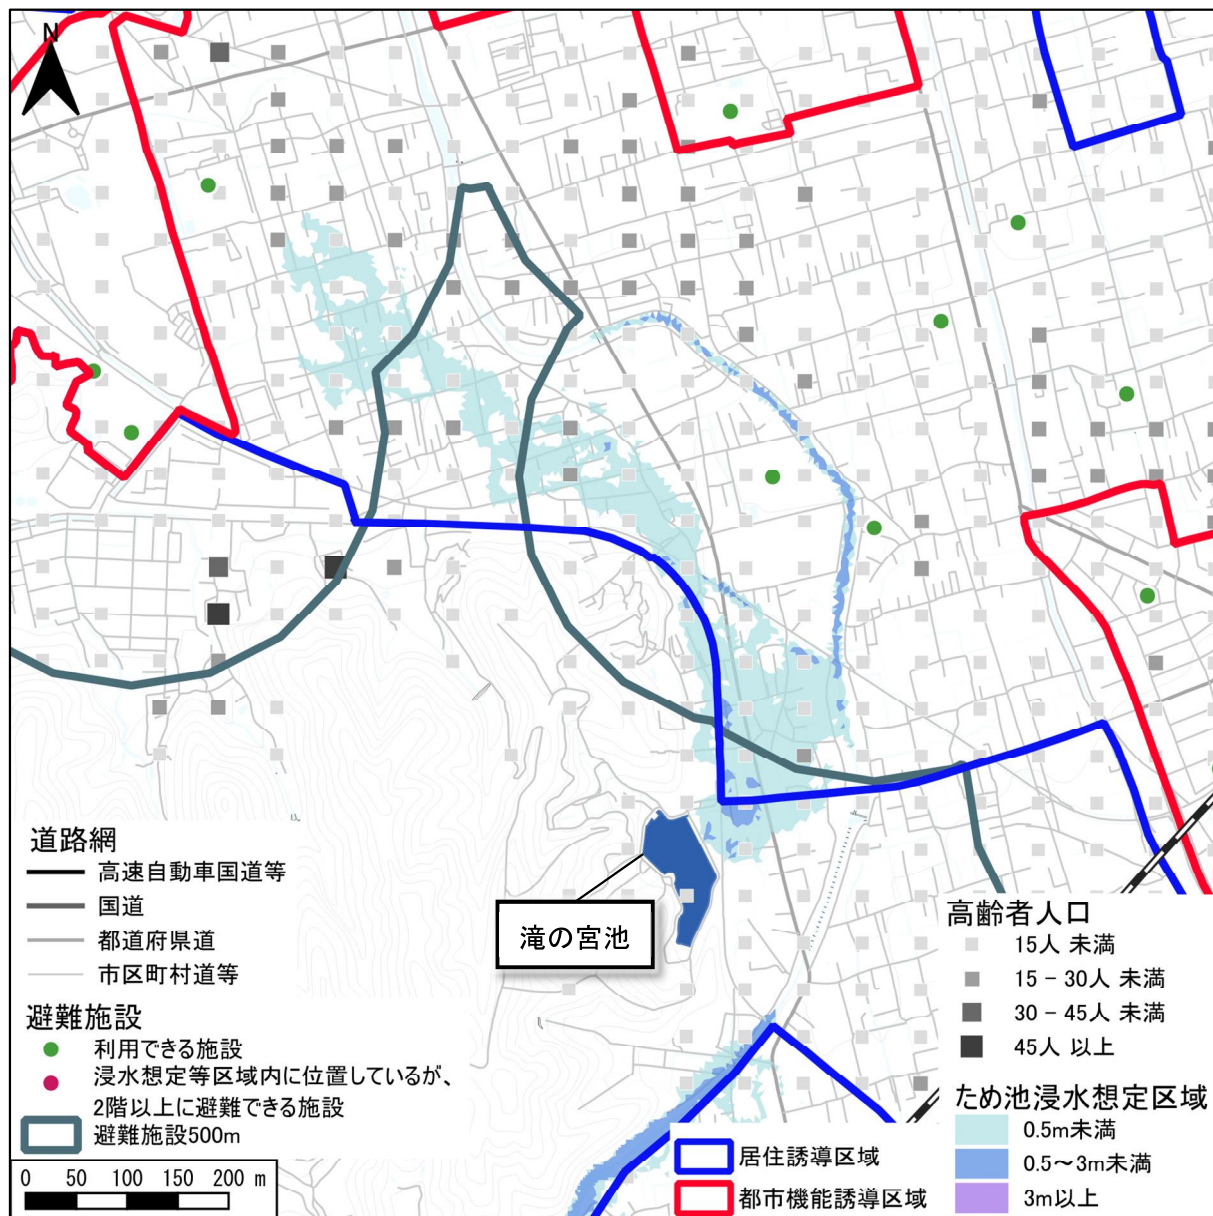 N
滝の宮池
道路網
高速自動車国道等
国道
都道府県道
市区町村道等
避難施設
利用できる施設
浸水想定等区域内に位置しているが、
2階以上に避難できる施設
避難施設500m
0 50 100 150 200 m
高齢者人口
15人 未満
15 - 30人 未満
30 - 45人 未満
45人 以上
ため池浸水想定区域
0.5m未満
0.5～3m未満
3m以上
居住誘導区域
都市機能誘導区域